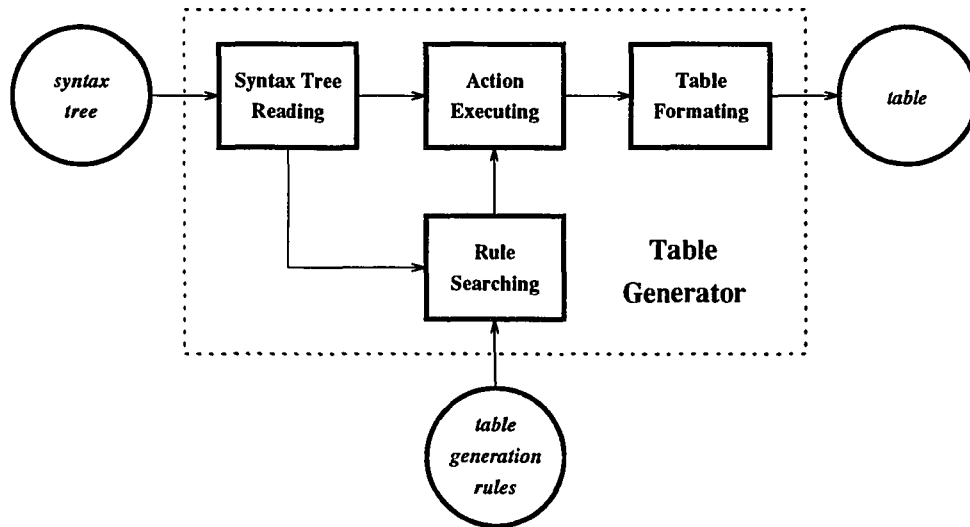 syntax
tree
Syntax Tree
Reading
Action
Executing
Table
Formating
table
Rule
Searching
Table
Generator
table
generation
rules